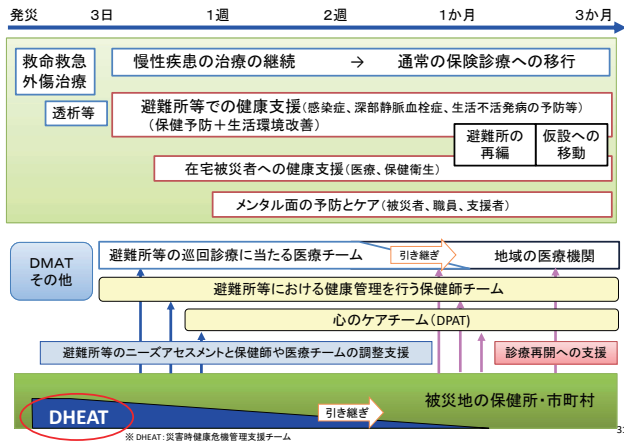 発災 3日 1週 2週 1か月 3か月
救命救急
外傷治療
慢性疾患の治療の継続 → 通常の保険診療への移行
透析等
避難所等での健康支援(感染症、深部静脈血栓症、生活不活発病の予防等)
(保健予防+生活環境改善)
避難所の
再編
仮設への
移動
在宅被災者への健康支援(医療、保健衛生)
メンタル面の予防とケア(被災者、職員、支援者)
DMAT
その他
避難所等の巡回診療に当たる医療チーム
引き継ぎ
地域の医療機関
避難所等における健康管理を行う保健師チーム
心のケアチーム(DPAT)
避難所等のニーズアセスメントと保健師や医療チームの調整支援
診療再開への支援
被災地の保健所・市町村
DHEAT
引き継ぎ
※ DHEAT:災害時健康危機管理支援チーム